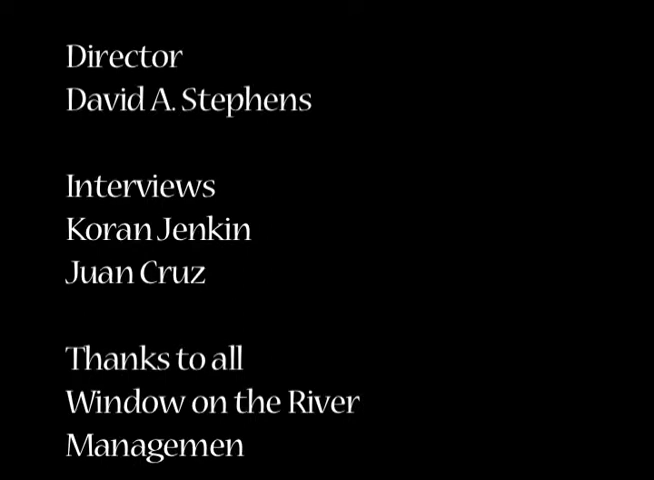 Director
David A. Stephens
Interviews
Koran Jenkin
Juan Cruz
Thanks to all
Window on the River
Managemen